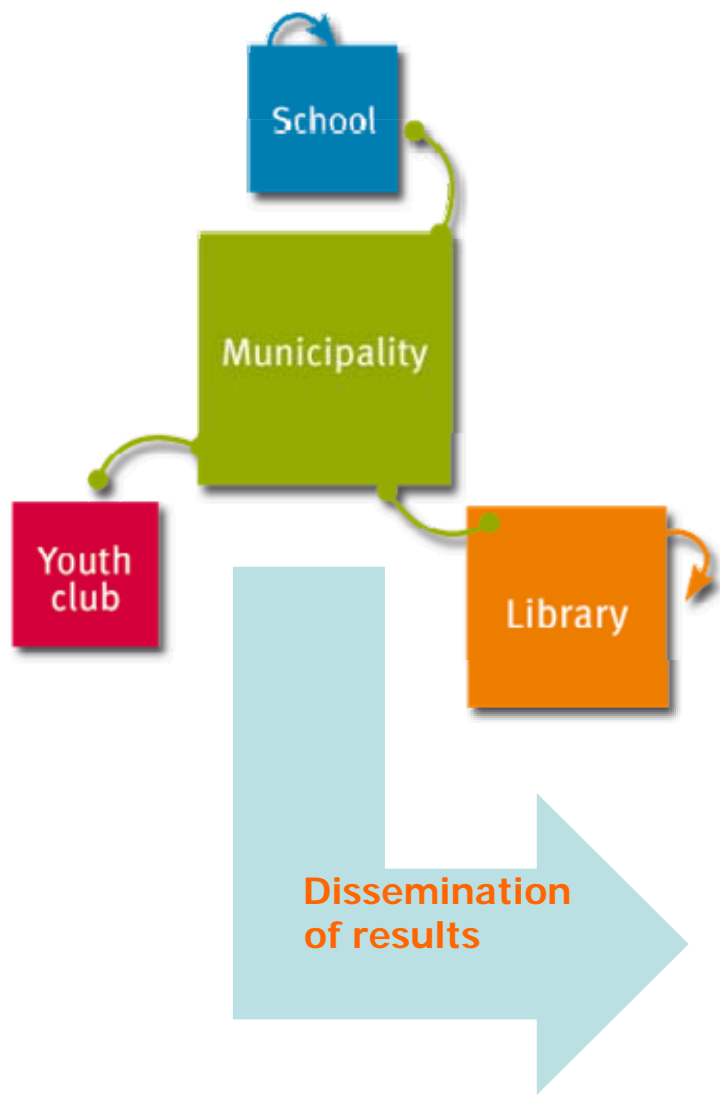 School
Municipality
Youth
club
Library
Dissemination
of results